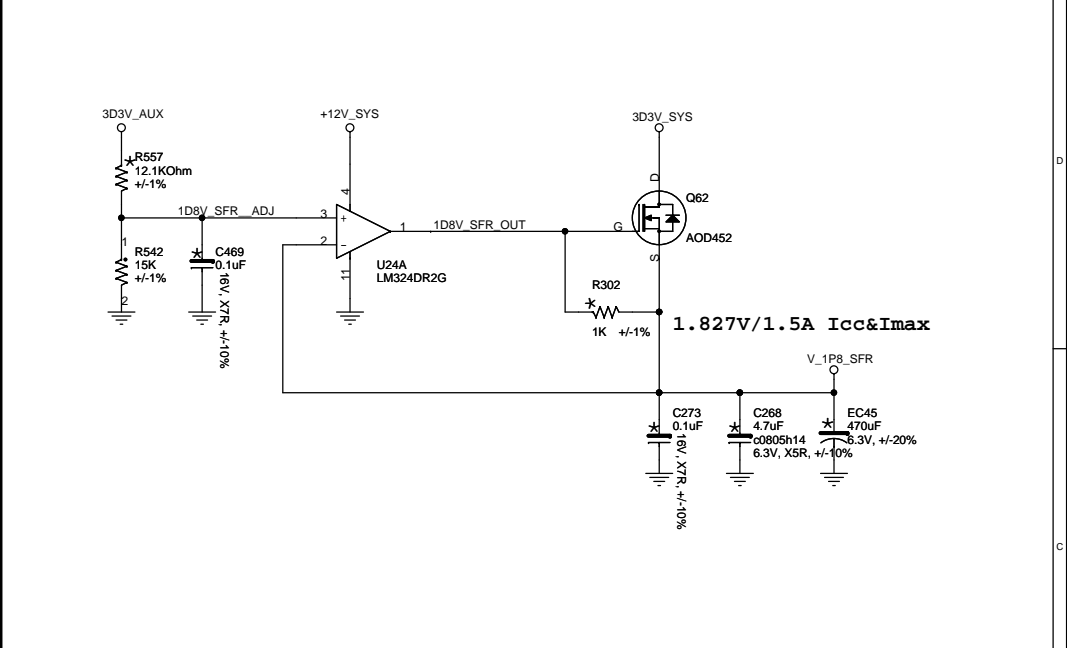 3D3V_AUX
+12V_SYS
3D3V_SYS
R557
12.1KOhm
+/-1%
D
D
4
Q62
1D8V_SFR__ADJ
3
+
1
1D8V_SFR_OUT
G
AOD452
2
-
1
R542
15K
+/-1%
2
C469
0.1uF
16V, X7R, +/-10%
11
U24A
LM324DR2G
S
R302
1K +/-1%
1.827V/1.5A Icc&Imax
V_1P8_SFR
C273
0.1uF
16V, X7R, +/-10%
C268
4.7uF
c0805h14
6.3V, X5R, +/-10%
EC45
470uF
6.3V, +/-20%
C